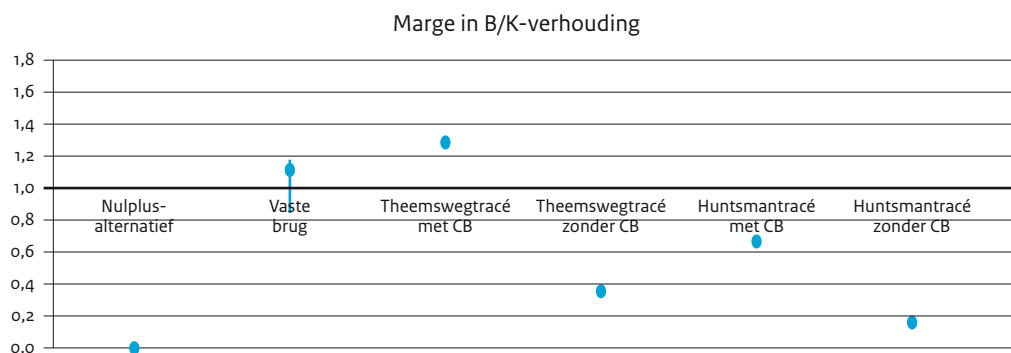 Marge in B/K-verhouding
1,8
1,6
1,4
1,2
1,0
Nulplus-
alternatief
Vaste
brug
Theemswegtracé
met CB
Theemswegtracé
zonder CB
Huntsmantracé
met CB
Huntsmantracé
zonder CB
0,8
0,6
0,4
0,2
0,0